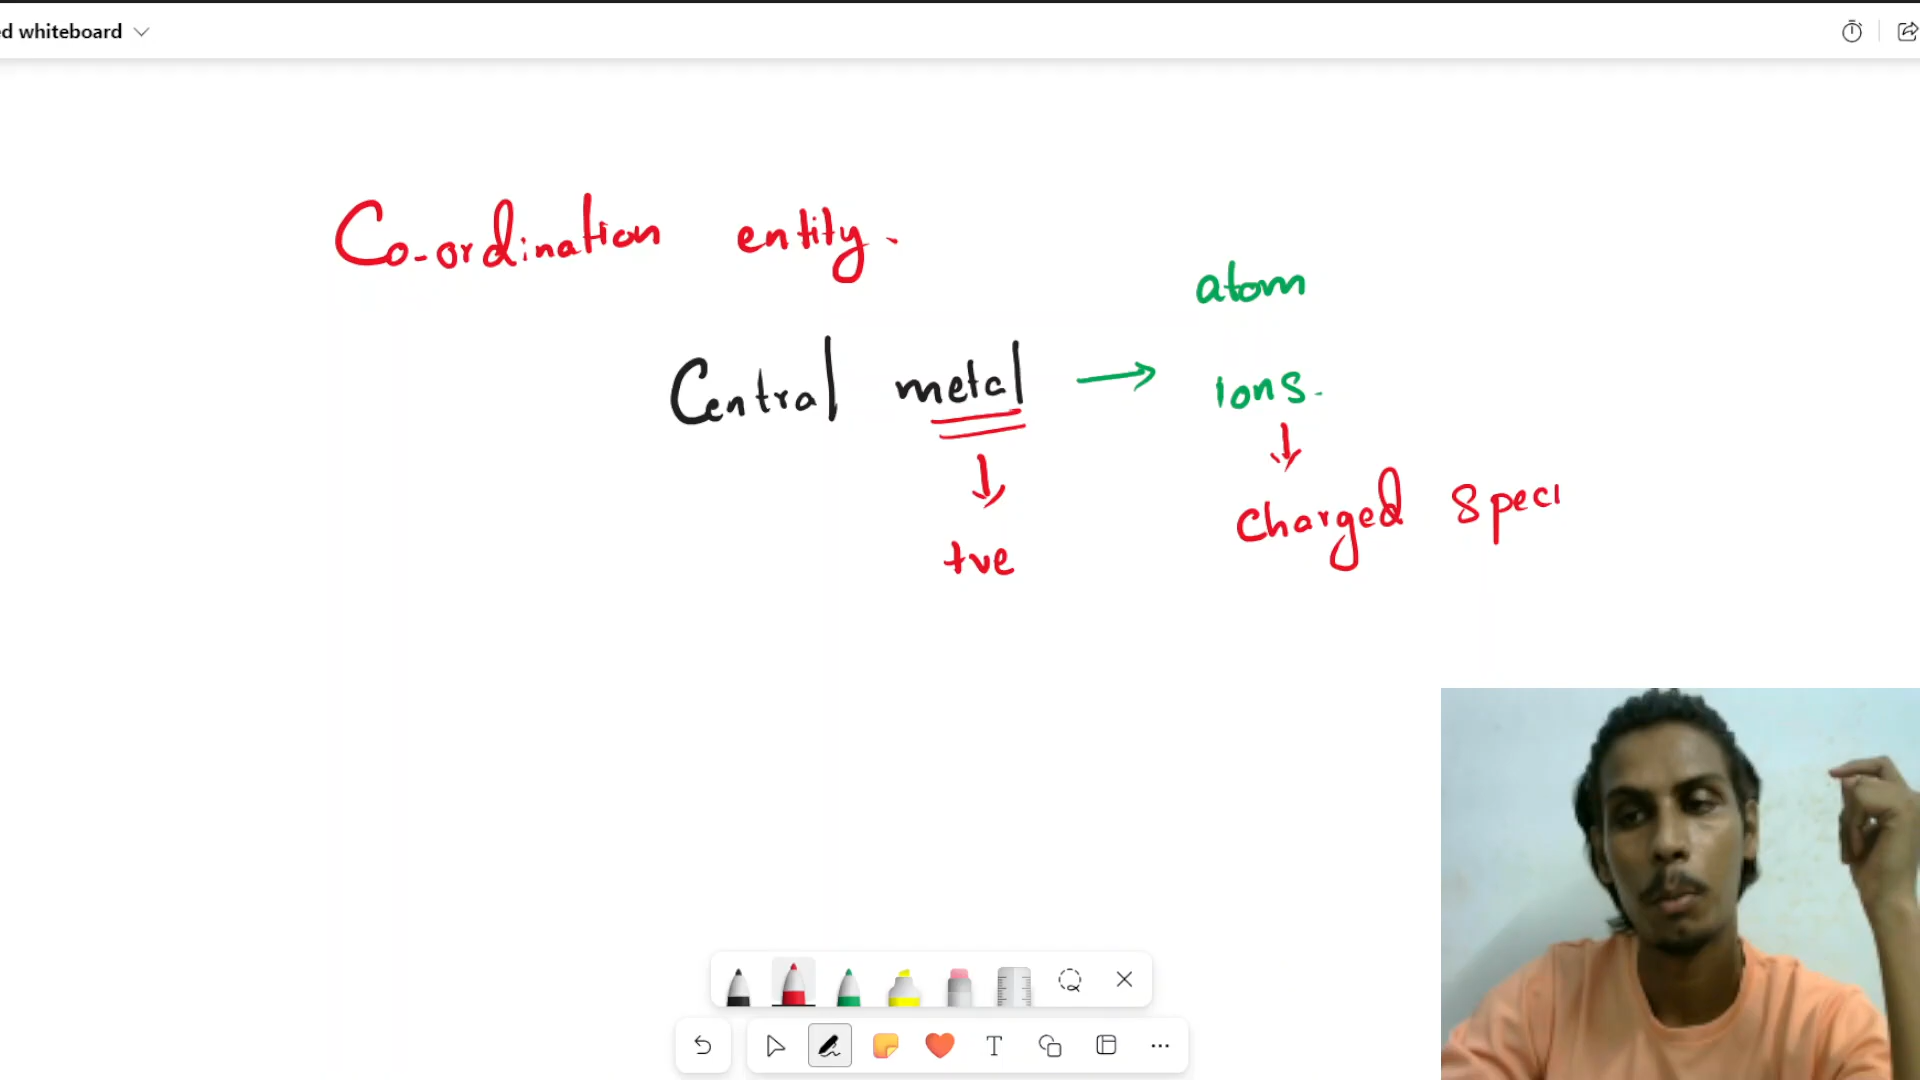 d whiteboard
Co-ordination entity.
atom
Central metal → ions.
Charged Speci
+ve
T